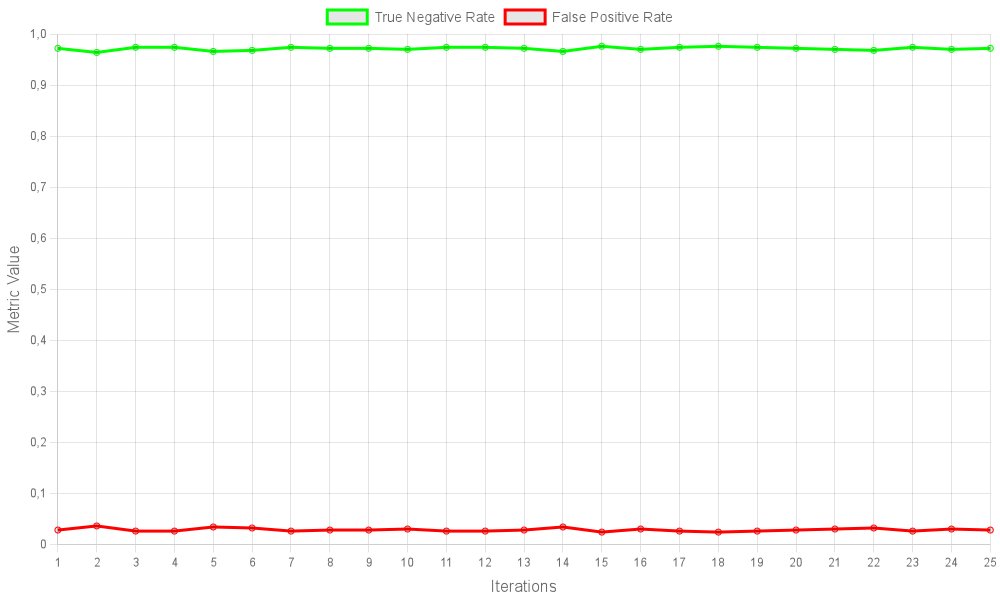 True Negative Rate False Positive Rate
1,0
0,9
0,8
0,7
0,6
0,5
0,4
0,3
0,2
0,1
0
Metric Value
1 2 3 4 5 6 7 8 9 10 11 12 13 14 15 16 17 18 19 20 21 22 23 24 25
Iterations